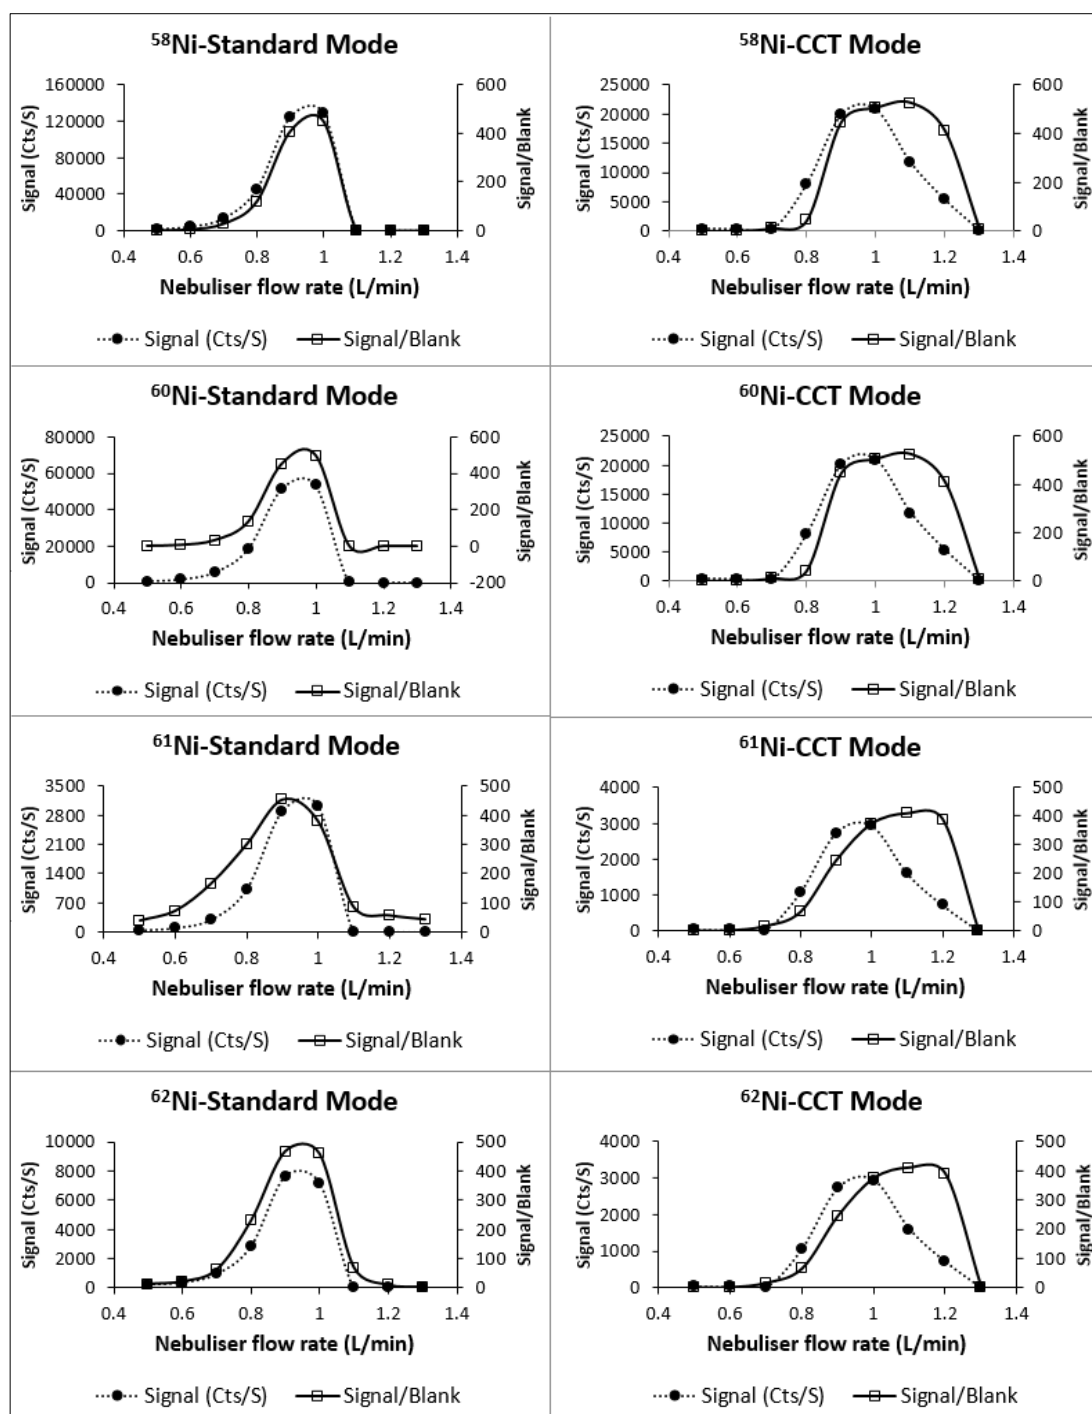 ⁵⁸Ni-Standard Mode
Signal (Cts/S)
160000
120000
80000
40000
0
600
400
200
0
Signal/Blank
0.4 0.6 0.8 1 1.2 1.4
Nebuliser flow rate (L/min)
Signal (Cts/S) Signal/Blank
⁵⁸Ni-CCT Mode
Signal (Cts/S)
25000
20000
15000
10000
5000
0
600
400
200
0
Signal/Blank
0.4 0.6 0.8 1 1.2 1.4
Nebuliser flow rate (L/min)
Signal (Cts/S) Signal/Blank
⁶⁰Ni-Standard Mode
Signal (Cts/S)
80000
60000
40000
20000
0
600
400
200
0
-200
Signal/Blank
0.4 0.6 0.8 1 1.2 1.4
Nebuliser flow rate (L/min)
Signal (Cts/S) Signal/Blank
⁶⁰Ni-CCT Mode
Signal (Cts/S)
25000
20000
15000
10000
5000
0
600
400
200
0
Signal/Blank
0.4 0.6 0.8 1 1.2 1.4
Nebuliser flow rate (L/min)
Signal (Cts/S) Signal/Blank
⁶¹Ni-Standard Mode
Signal (Cts/S)
3500
2800
2100
1400
700
0
500
400
300
200
100
0
Signal/Blank
0.4 0.6 0.8 1 1.2 1.4
Nebuliser flow rate (L/min)
Signal (Cts/S) Signal/Blank
⁶¹Ni-CCT Mode
Signal (Cts/S)
4000
3000
2000
1000
0
500
400
300
200
100
0
Signal/Blank
0.4 0.6 0.8 1 1.2 1.4
Nebuliser flow rate (L/min)
Signal (Cts/S) Signal/Blank
⁶²Ni-Standard Mode
Signal (Cts/S)
10000
8000
6000
4000
2000
0
500
400
300
200
100
0
Signal/Blank
0.4 0.6 0.8 1 1.2 1.4
Nebuliser flow rate (L/min)
Signal (Cts/S) Signal/Blank
⁶²Ni-CCT Mode
Signal (Cts/S)
4000
3000
2000
1000
0
500
400
300
200
100
0
Signal/Blank
0.4 0.6 0.8 1 1.2 1.4
Nebuliser flow rate (L/min)
Signal (Cts/S) Signal/Blank